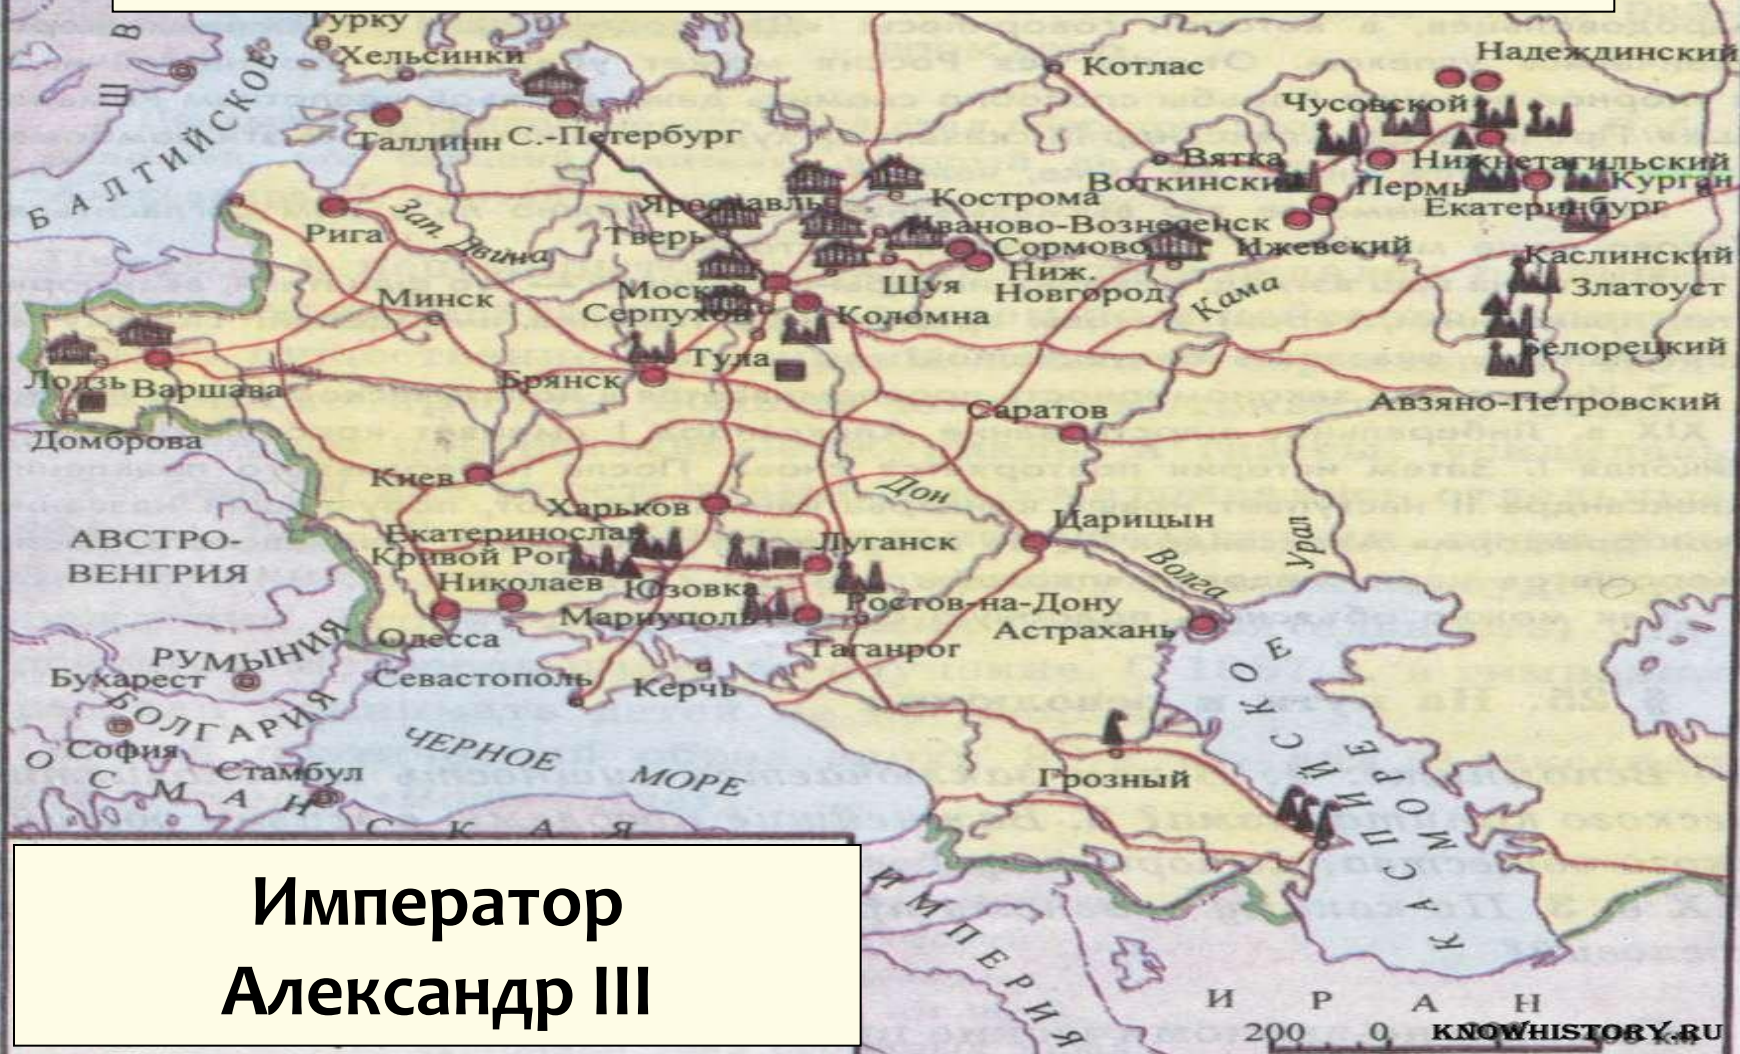 Турку
Хельсинки
Таллинн
С.-Петербург
БАЛТИЙСКОЕ
Ш В
Котлас
Надеждинский
Чусовской
Вятка
Нижнетагильский
Воткинский
Пермь
Курган
Екатеринбург
Кострома
Ярославль
Иваново-Вознесенск
Тверь
Сормово
Ижевский
Рига
Зап. Двина
Каслинский
Златоуст
Москва
Шуя
Ниж.
Новгород
Кама
Минск
Серпухов
Коломна
Тула
Белорецкий
Лодзь
Варшава
Брянск
Авзяно-Петровский
Саратов
Домброва
Киев
Харьков
Дон
Царицын
Урал
Волга
АВСТРО-
ВЕНГРИЯ
Екатеринослав
Кривой Рог
Луганск
Николаев
Юзовка
Мариуполь
Ростов-на-Дону
Астрахань
Одесса
Таганрог
РУМЫНИЯ
Бухарест
Севастополь
Керчь
БОЛГАРИЯ
София
Стамбул
ЧЕРНОЕ МОРЕ
Грозный
КАСПИЙСКОЕ
МОРЕ
ОСМАНСКАЯ
ИМПЕРИЯ
ИРАН
Император
Александр III
200 0
KNOWHISTORY.RU